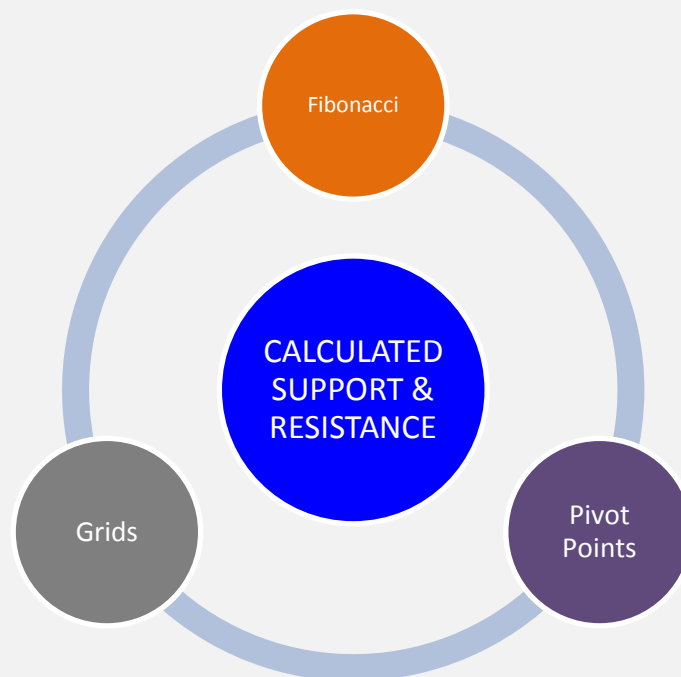 Fibonacci
CALCULATED
SUPPORT &
RESISTANCE
Grids
Pivot
Points